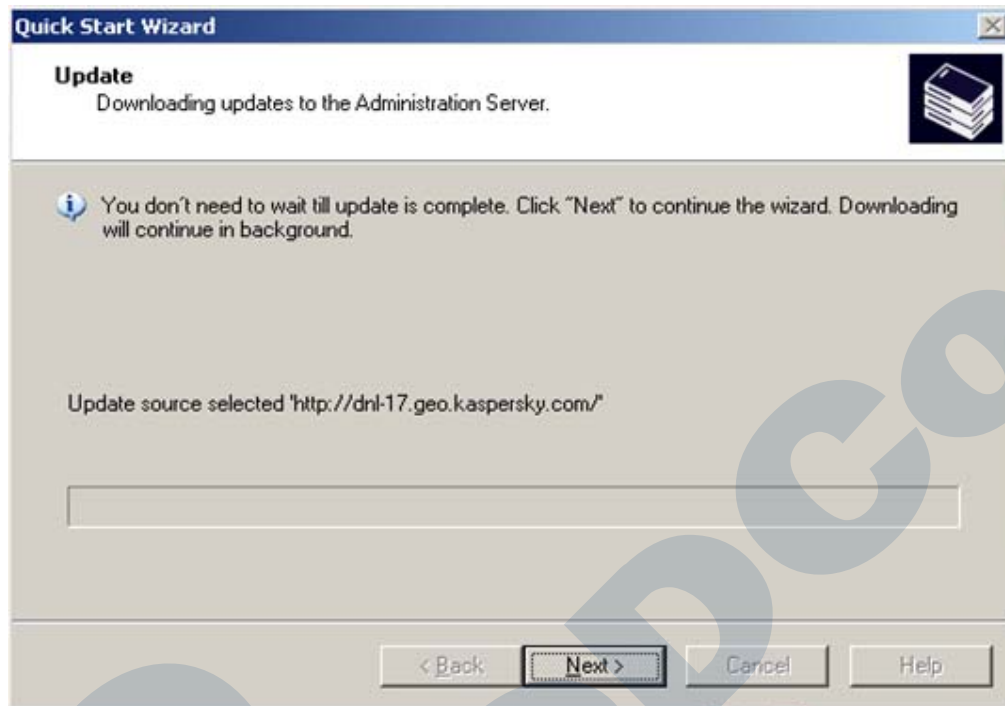 Quick Start Wizard
Update
Downloading updates to the Administration Server.
You don´t need to wait till update is complete. Click "Next" to continue the wizard. Downloading
will continue in background.
Update source selected 'http://dnl-17.geo.kaspersky.com/'
< Back
Next >
Cancel
Help